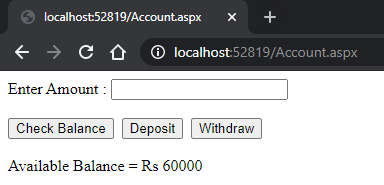 localhost:52819/Account.aspx
localhost:52819/Account.aspx
Enter Amount :
Check Balance Deposit Withdraw
Available Balance = Rs 60000